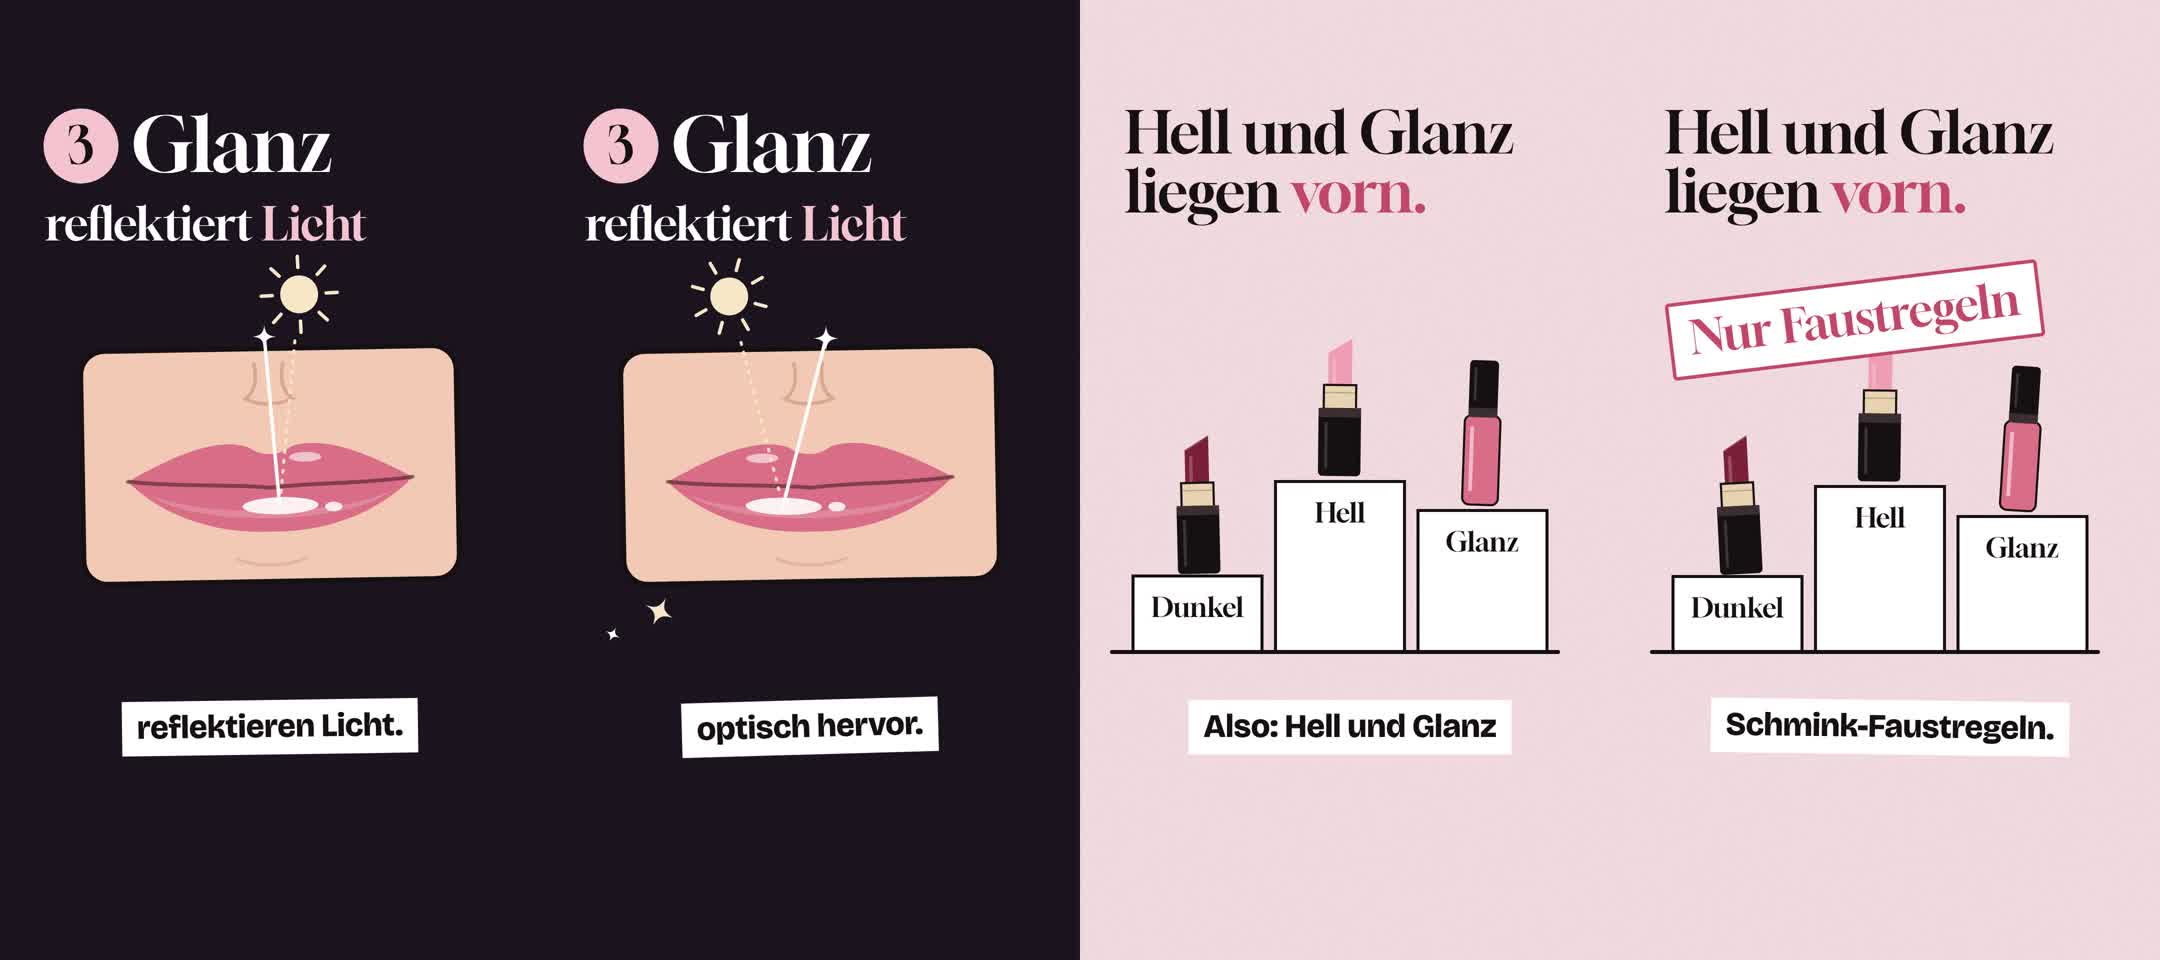 3 Glanz
reflektiert Licht
reflektieren Licht.
3 Glanz
reflektiert Licht
optisch hervor.
Hell und Glanz
liegen vorn.
Hell
Glanz
Dunkel
Also: Hell und Glanz
Hell und Glanz
liegen vorn.
Nur Faustregeln
Hell
Glanz
Dunkel
Schmink-Faustregeln.